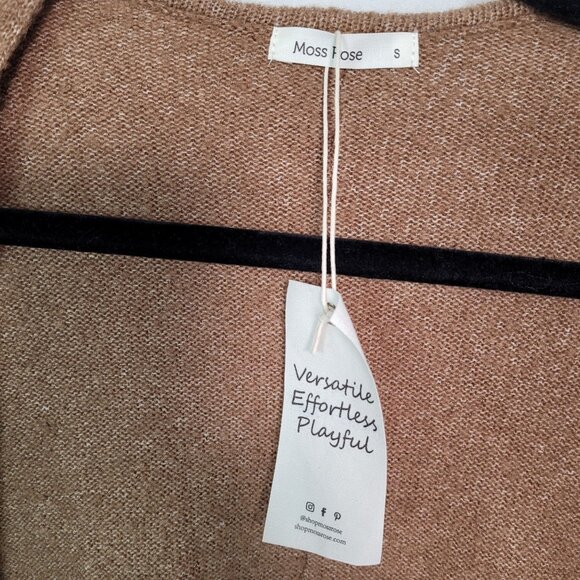 Moss Rose S
Versatile
Effortless
Playful
@shopmossrose
shopmossrose.com